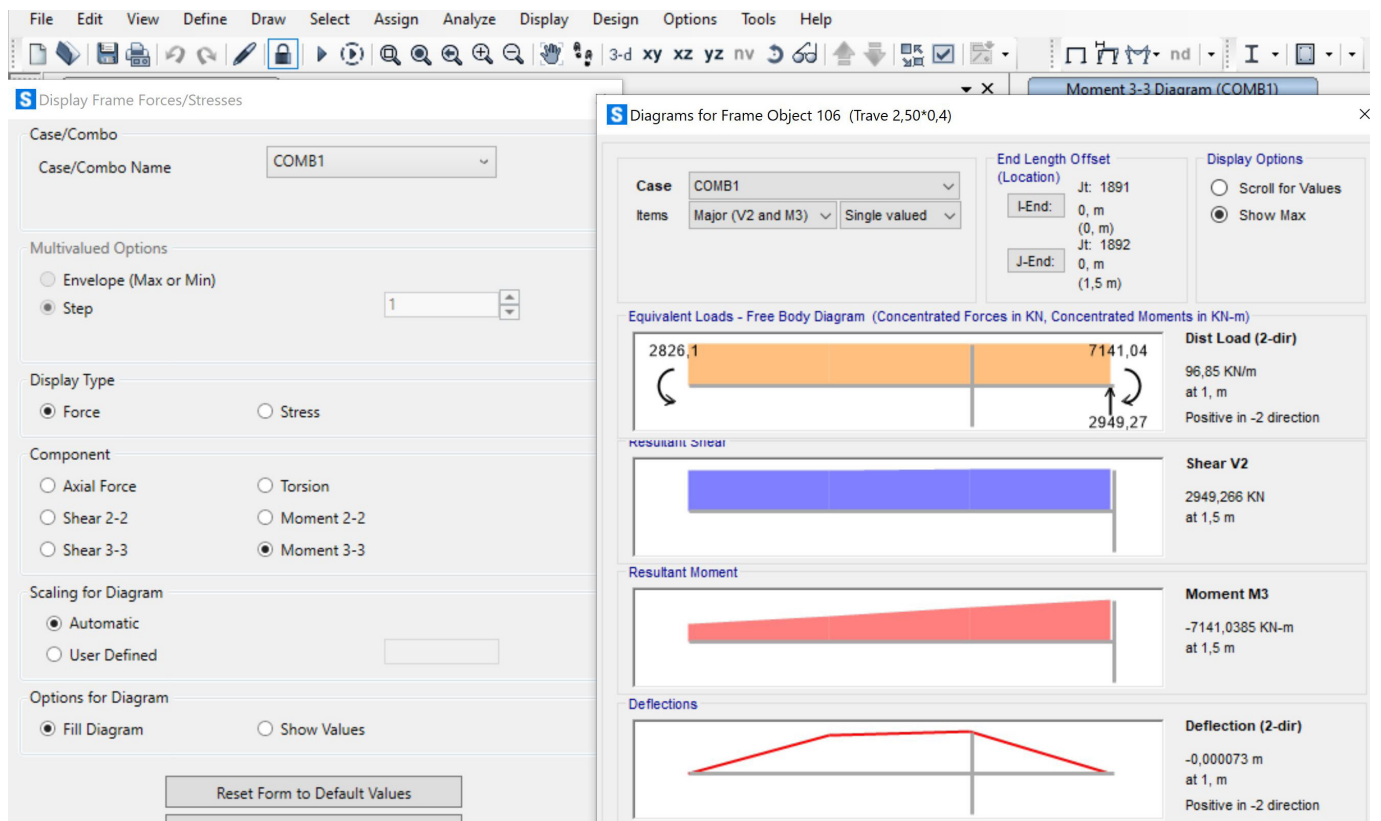 File Edit View Define Draw Select Assign Analyze Display Design Options Tools Help
3-d xy xz yz nv nd
Moment 3-3 Diagram (COMB1)
S Display Frame Forces/Stresses
Case/Combo
Case/Combo Name COMB1
Multivalued Options
Envelope (Max or Min)
Step 1
Display Type
Force Stress
Component
Axial Force Torsion
Shear 2-2 Moment 2-2
Shear 3-3 Moment 3-3
Scaling for Diagram
Automatic
User Defined
Options for Diagram
Fill Diagram Show Values
Reset Form to Default Values
S Diagrams for Frame Object 106 (Trave 2,50*0,4)
Case COMB1
Items Major (V2 and M3) Single valued
End Length Offset
(Location)
Jt: 1891
I-End: 0, m
(0, m)
Jt: 1892
J-End: 0, m
(1,5 m)
Display Options
Scroll for Values
Show Max
Equivalent Loads - Free Body Diagram (Concentrated Forces in KN, Concentrated Moments in KN-m)
2826,1 7141,04
2949,27
Dist Load (2-dir)
96,85 KN/m
at 1, m
Positive in -2 direction
Resultant Shear
Shear V2
2949,266 KN
at 1,5 m
Resultant Moment
Moment M3
-7141,0385 KN-m
at 1,5 m
Deflections
Deflection (2-dir)
-0,000073 m
at 1, m
Positive in -2 direction